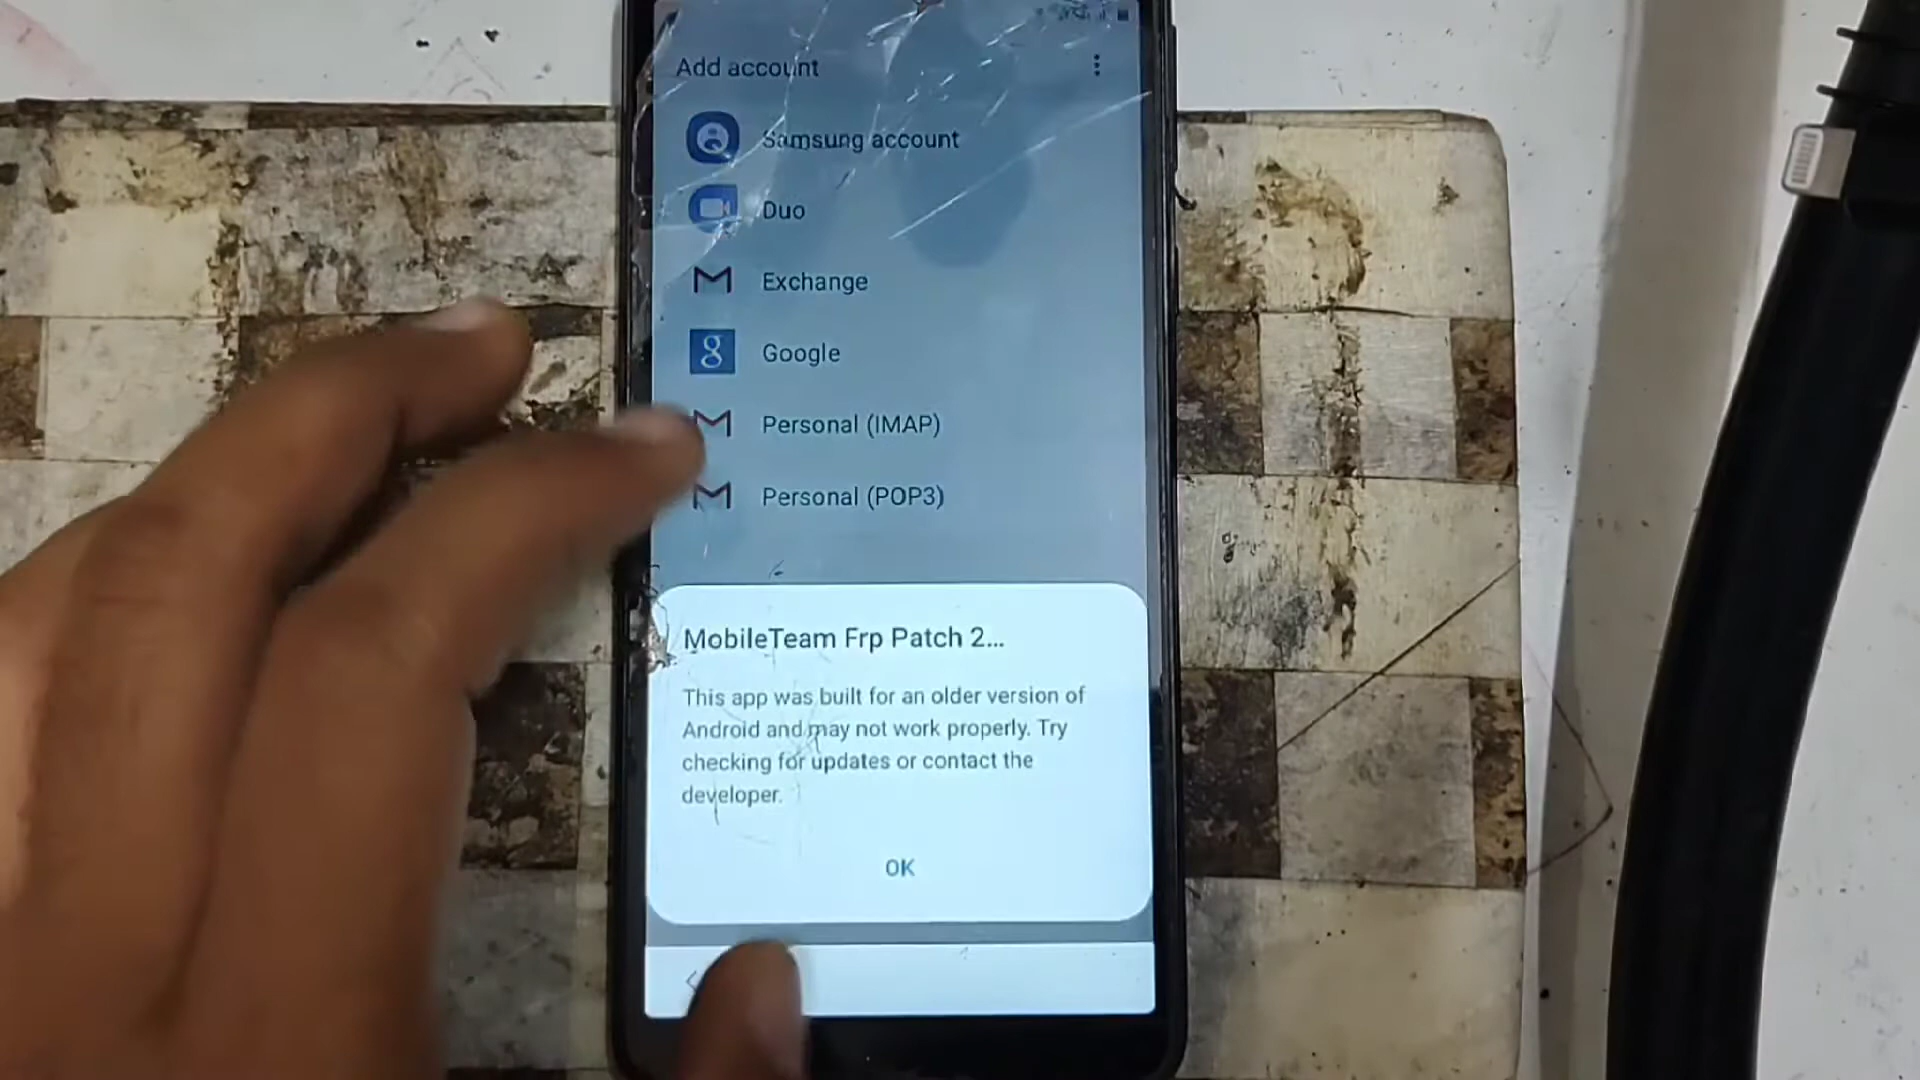 Add account
Samsung account
Duo
Exchange
Google
Personal (IMAP)
Personal (POP3)
MobileTeam Frp Patch 2...
This app was built for an older version of
Android and may not work properly. Try
checking for updates or contact the
developer.
OK